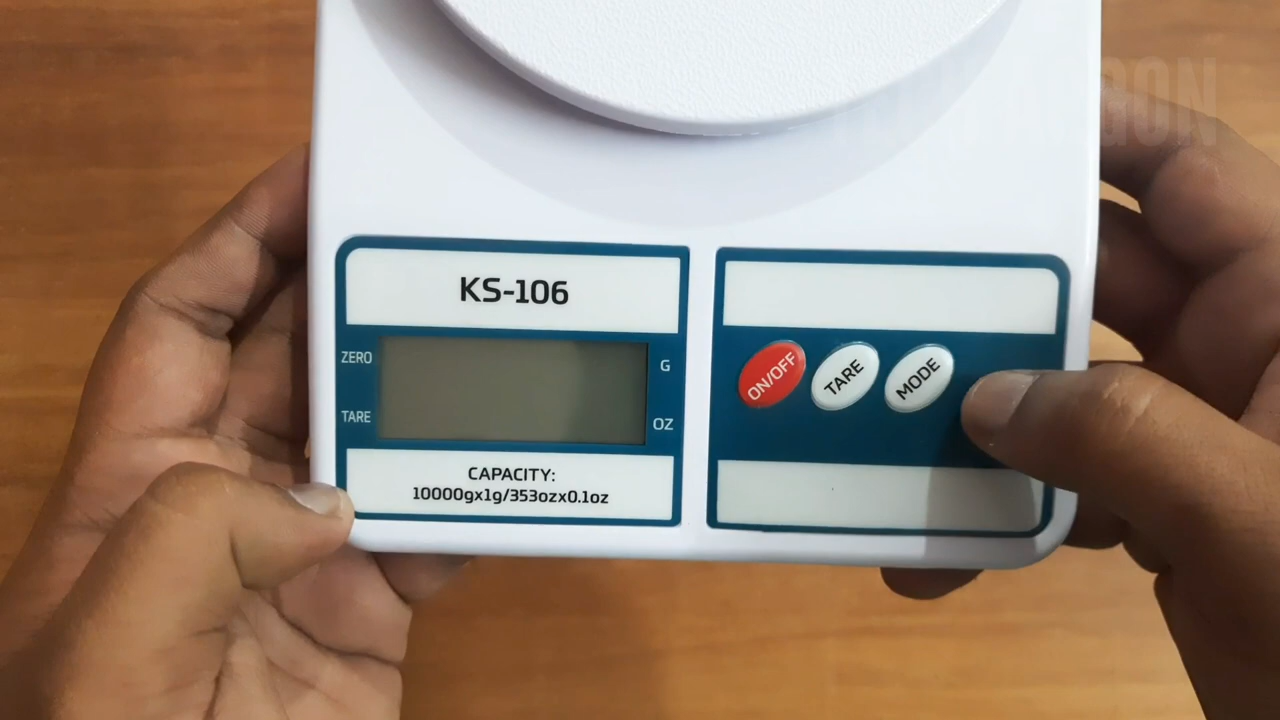 KS-106
ZERO
G
TARE
OZ
CAPACITY:
10000gx1g/353ozx0.1oz
ON/OFF
TARE
MODE